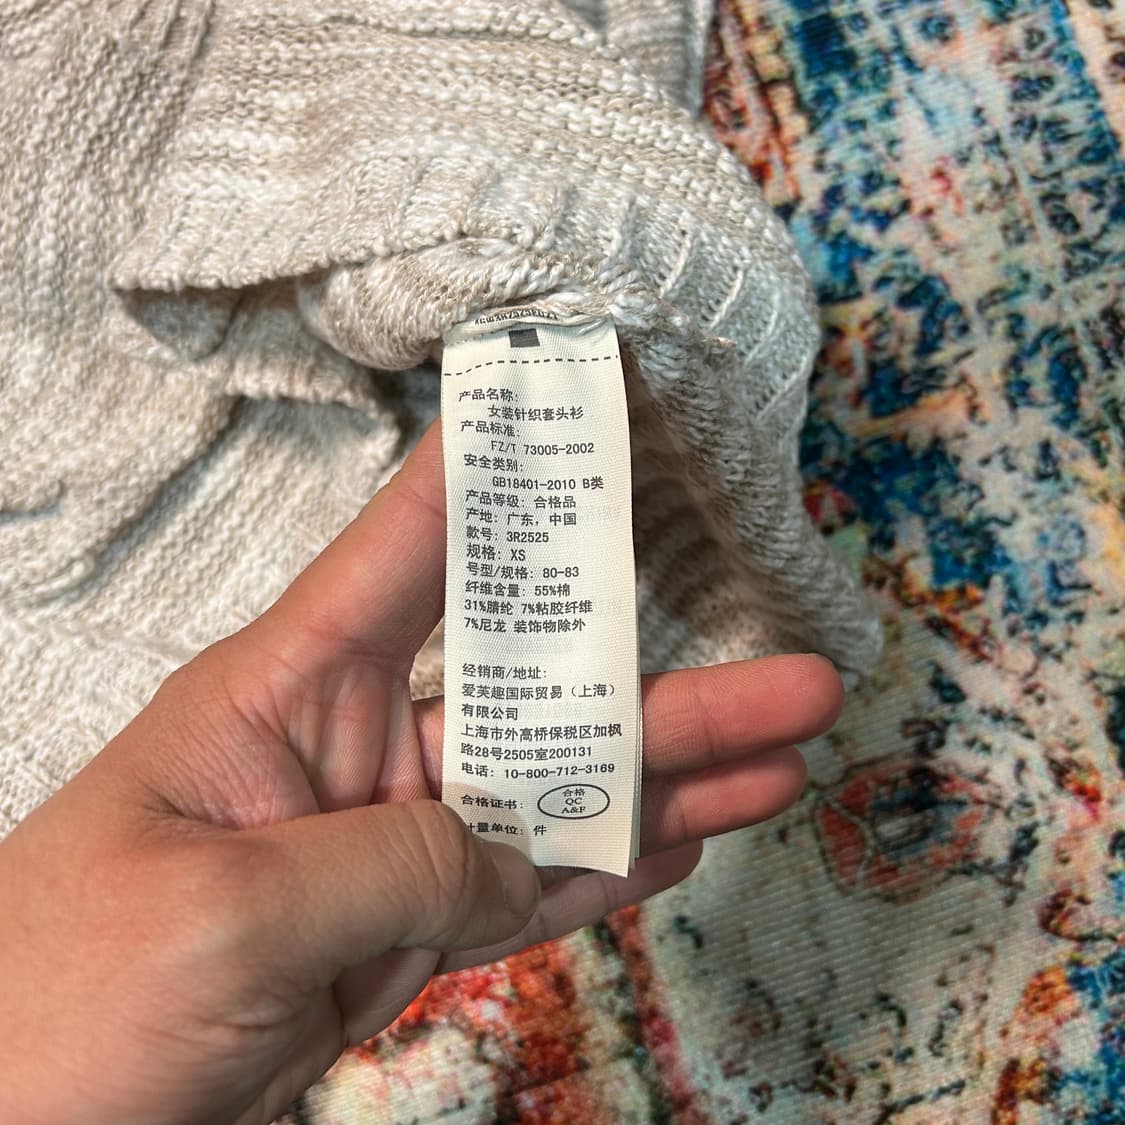 产品名称:
女装针织套头衫
产品标准:
FZ/T 73005-2002
安全类别:
GB18401-2010 B类
产品等级: 合格品
产地: 广东, 中国
款号: 3R2525
规格: XS
号型/规格: 80-83
纤维含量: 55%棉
31%腈纶 7%粘胶纤维
7%尼龙 装饰物除外
经销商/地址:
爱芙趣国际贸易（上海）
有限公司
上海市外高桥保税区加枫
路28号2505室200131
电话: 10-800-712-3169
合格证书:
合格
QC
A&F
计量单位: 件